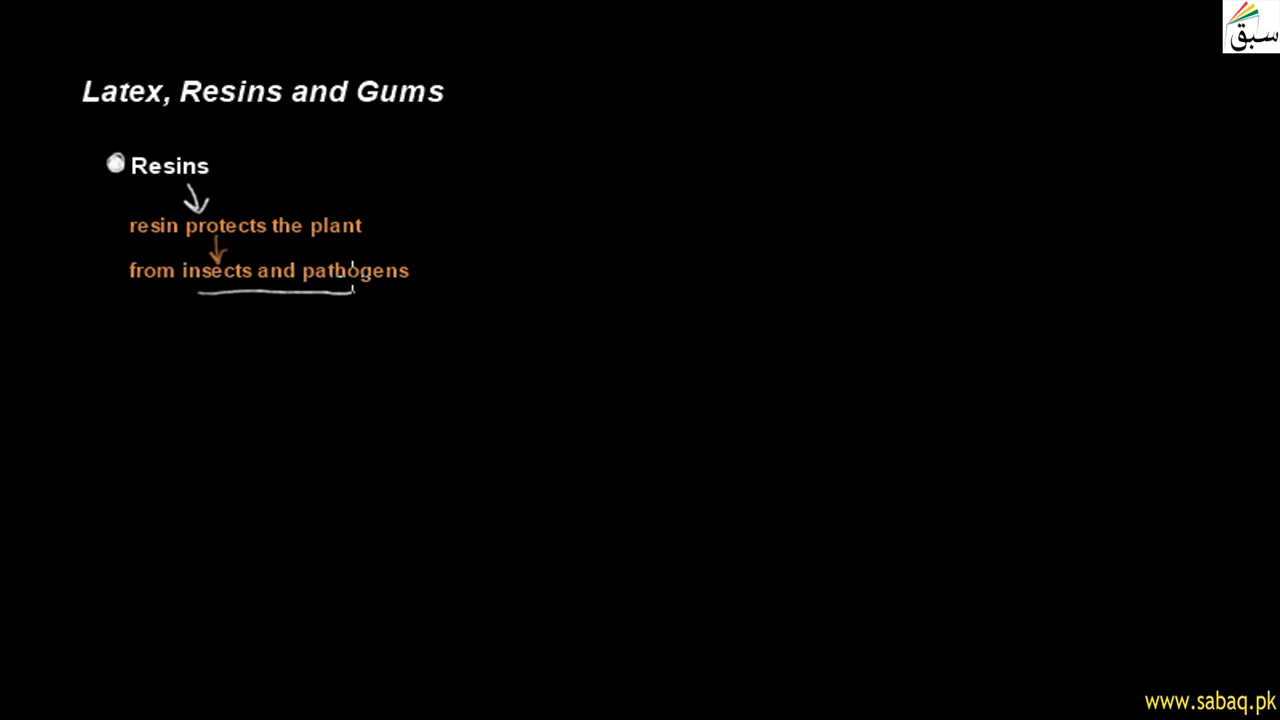 سبق
Latex, Resins and Gums
Resins
resin protects the plant
from insects and pathogens
www.sabaq.pk